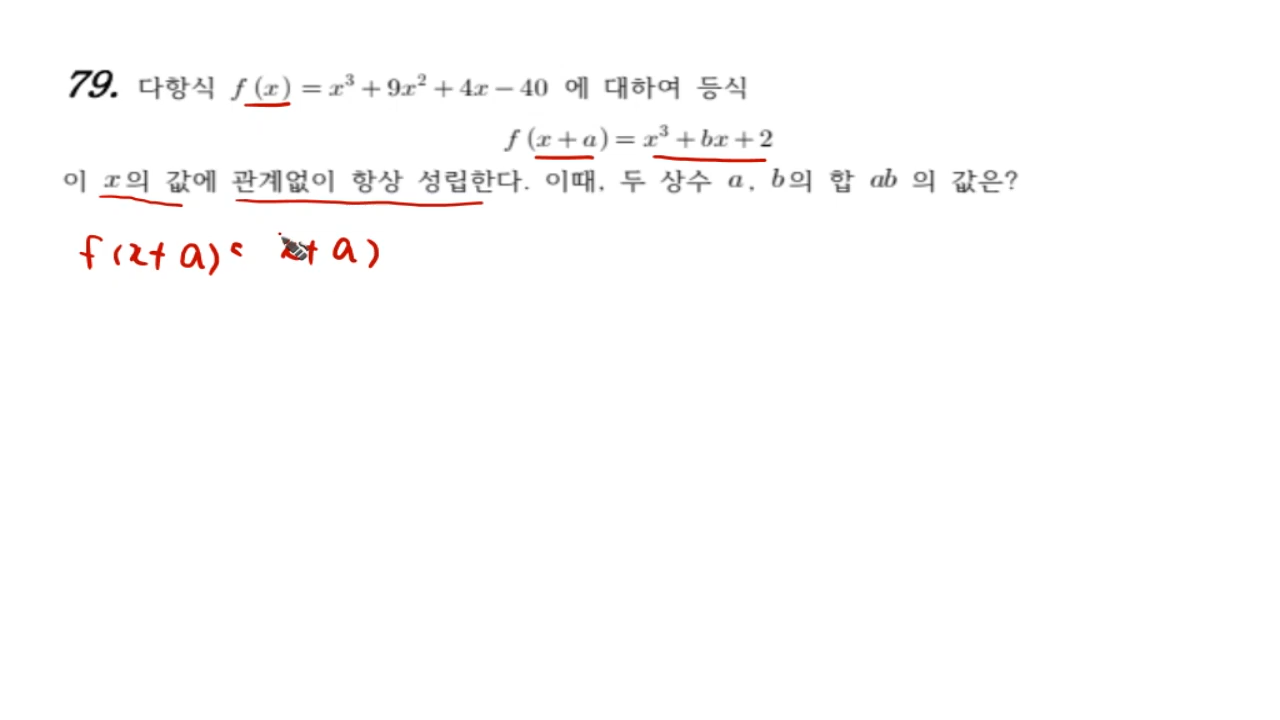 79. 다항식 f(x) = x³ + 9x² + 4x − 40 에 대하여 등식
f(x+a) = x³ + bx + 2
이 x의 값에 관계없이 항상 성립한다. 이때, 두 상수 a, b의 합 ab 의 값은?
f(x+a) x+a)